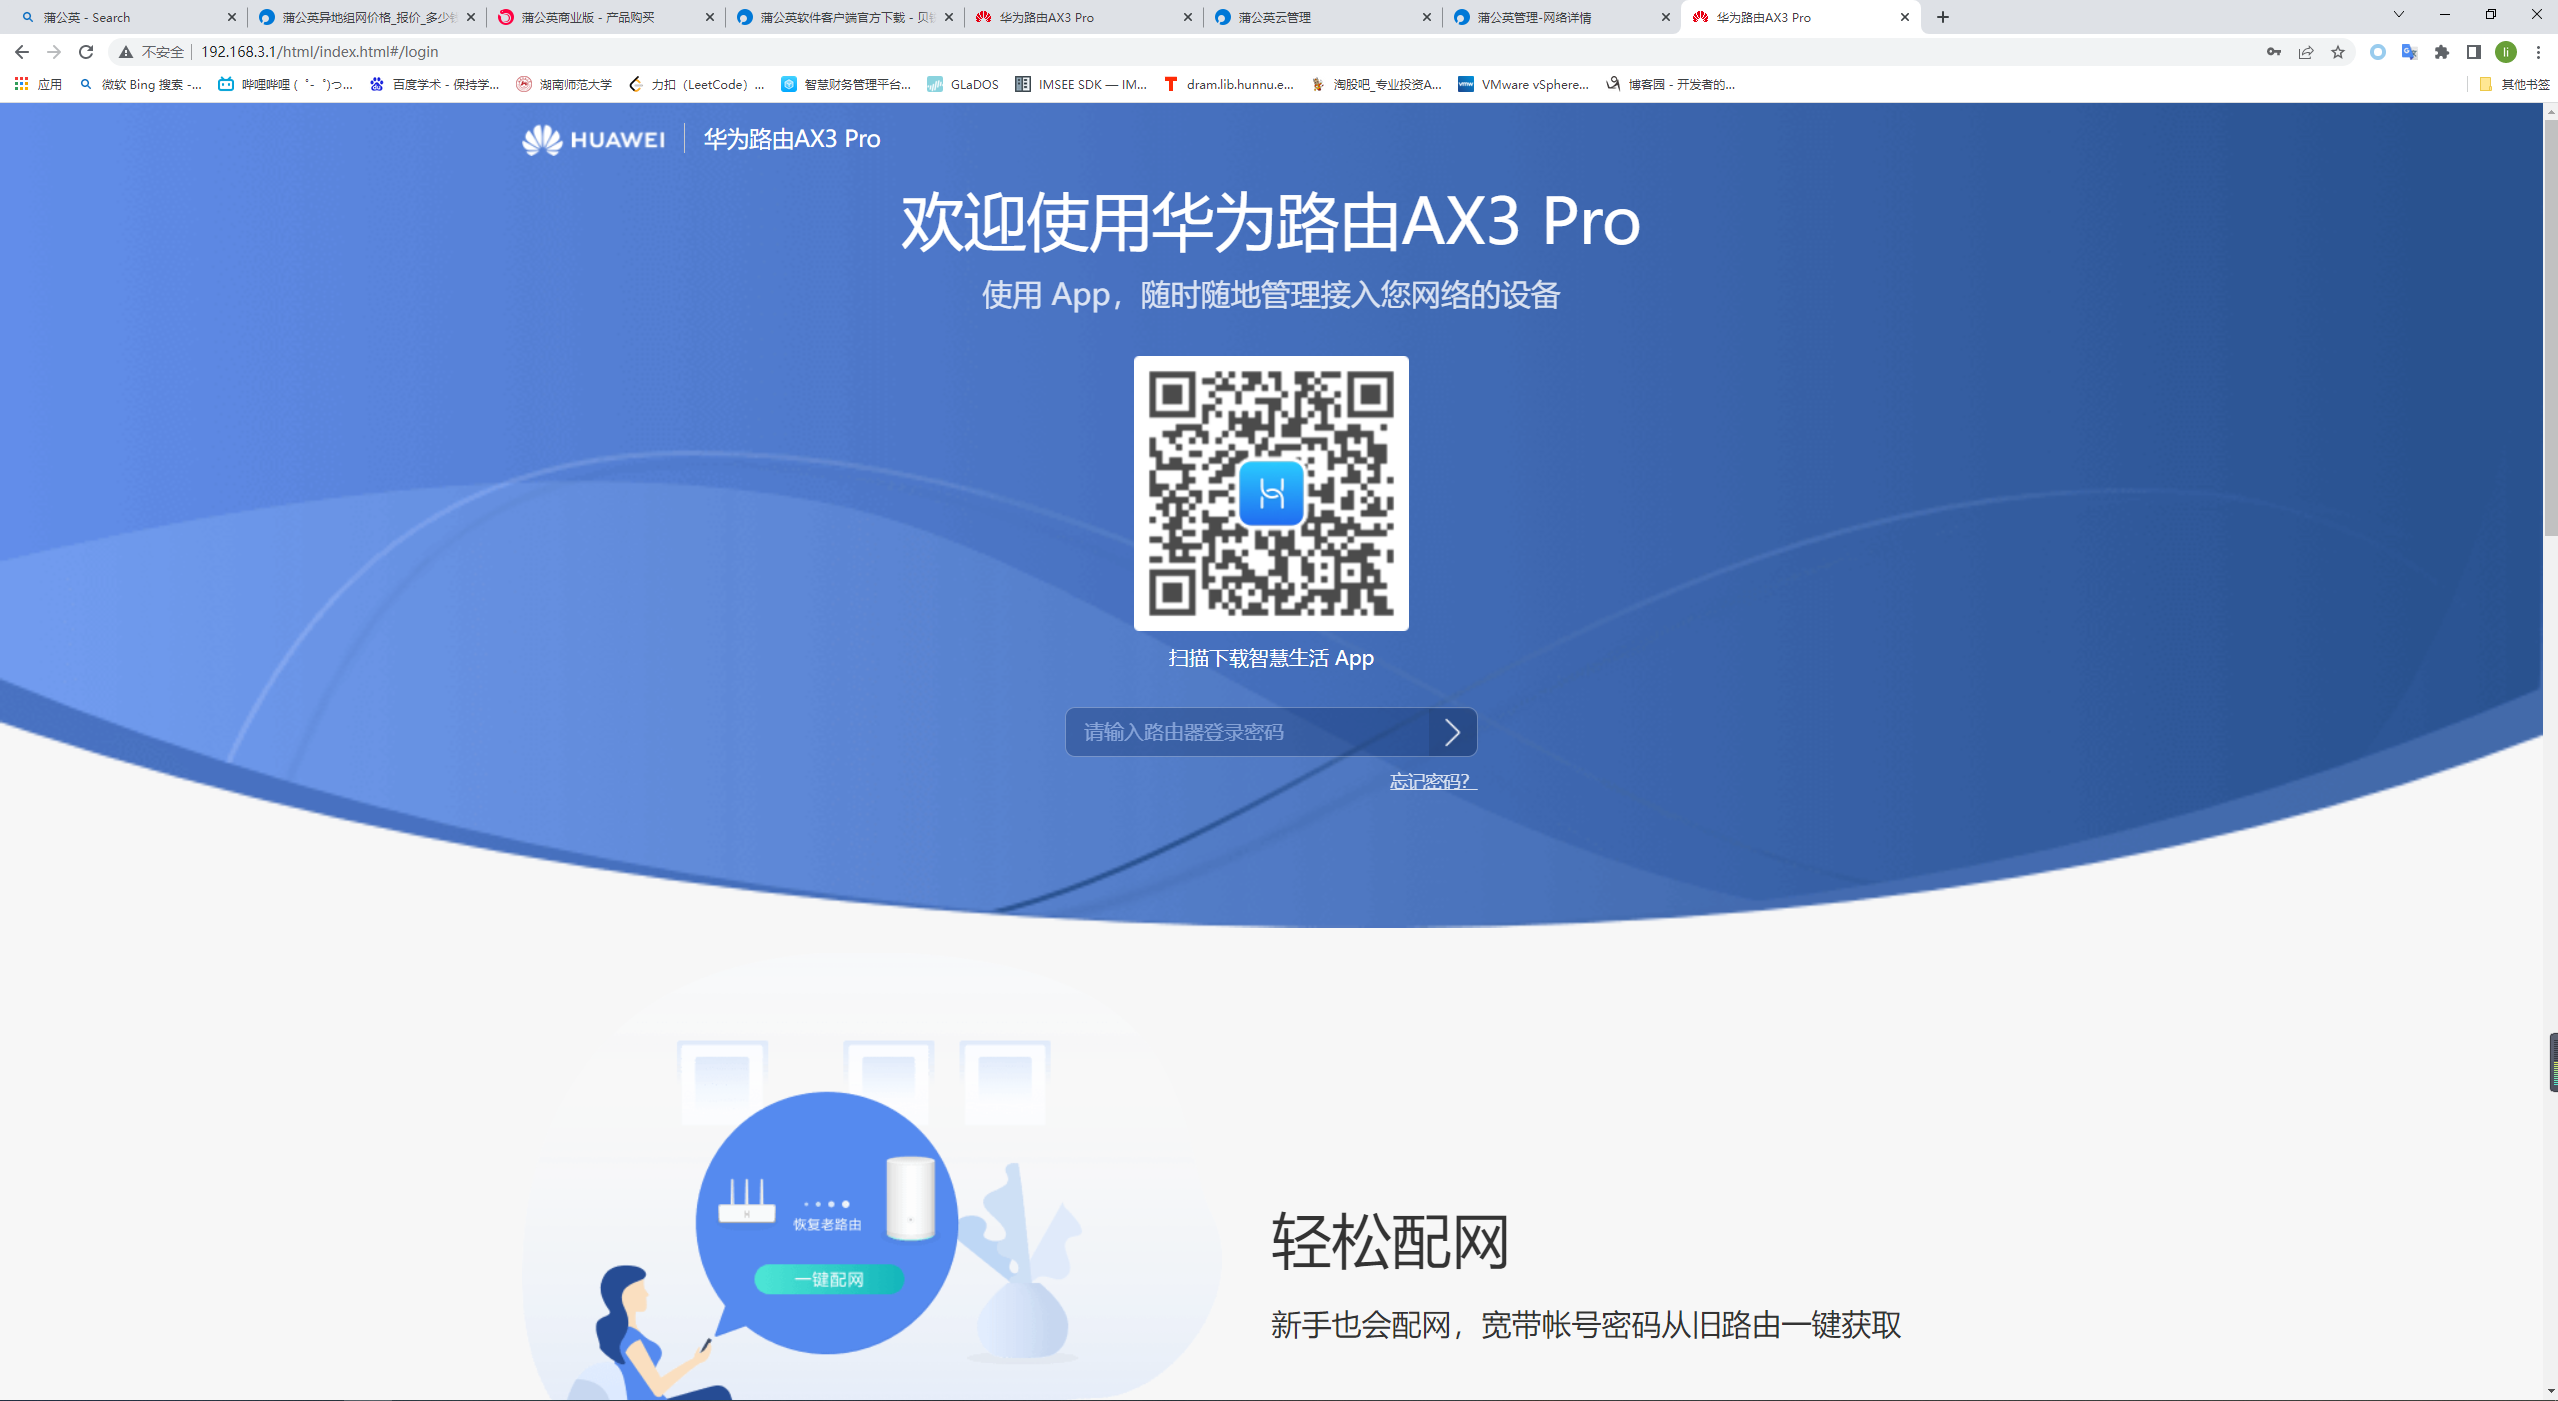 蒲公英 - Search
蒲公英异地组网价格_报价_多少
蒲公英商业版 - 产品购买
蒲公英软件客户端官方下载 - 贝
华为路由AX3 Pro
蒲公英云管理
蒲公英管理-网络详情
华为路由AX3 Pro
不安全
192.168.3.1/html/index.html#/login
li
应用
微软 Bing 搜索 -...
哔哩哔哩 ( ゜- ゜)つ...
百度学术 - 保持学...
湖南师范大学
力扣（LeetCode）...
智慧财务管理平台...
GLaDOS
IMSEE SDK — IM...
dram.lib.hunnu.e...
淘股吧_专业投资A...
VMware vSphere...
博客园 - 开发者的...
其他书签
HUAWEI
华为路由AX3 Pro
欢迎使用华为路由AX3 Pro
使用 App，随时随地管理接入您网络的设备
扫描下载智慧生活 App
请输入路由器登录密码
忘记密码？
恢复老路由
一键配网
轻松配网
新手也会配网，宽带帐号密码从旧路由一键获取